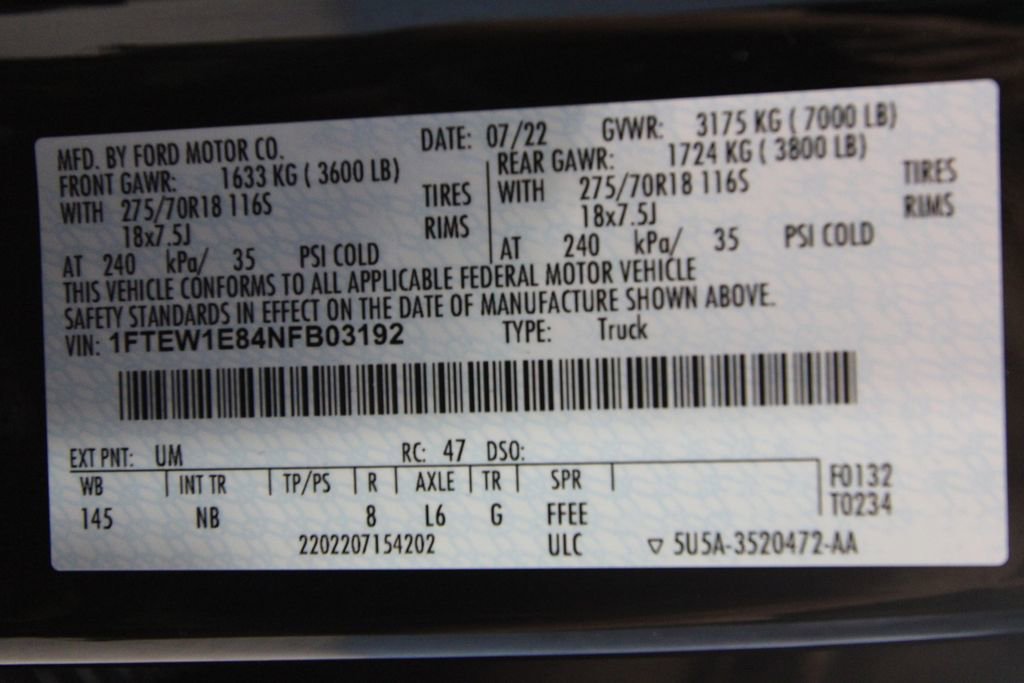 MFD. BY FORD MOTOR CO. DATE: 07/22 GVWR: 3175 KG ( 7000 LB)
FRONT GAWR: 1633 KG ( 3600 LB) REAR GAWR: 1724 KG ( 3800 LB)
WITH 275/70R18 116S TIRES WITH 275/70R18 116S TIRES
18x7.5J RIMS 18x7.5J RIMS
AT 240 kPa/ 35 PSI COLD AT 240 kPa/ 35 PSI COLD
THIS VEHICLE CONFORMS TO ALL APPLICABLE FEDERAL MOTOR VEHICLE
SAFETY STANDARDS IN EFFECT ON THE DATE OF MANUFACTURE SHOWN ABOVE.
VIN: 1FTEW1E84NFB03192 TYPE: Truck
EXT PNT: UM RC: 47 DSO:
WB INT TR TP/PS R AXLE TR SPR F0132
145 NB 8 L6 G FFEE T0234
2202207154202 ULC ▽ 5U5A-3520472-AA